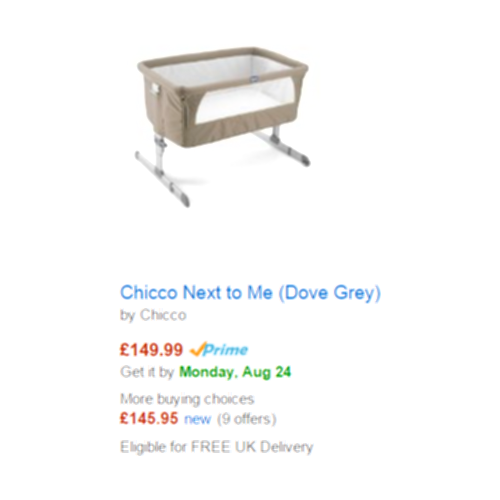 Chicco Next to Me (Dove Grey)
by Chicco
£149.99 Prime
Get it by Monday, Aug 24
More buying choices
£145.95 new (9 offers)
Eligible for FREE UK Delivery